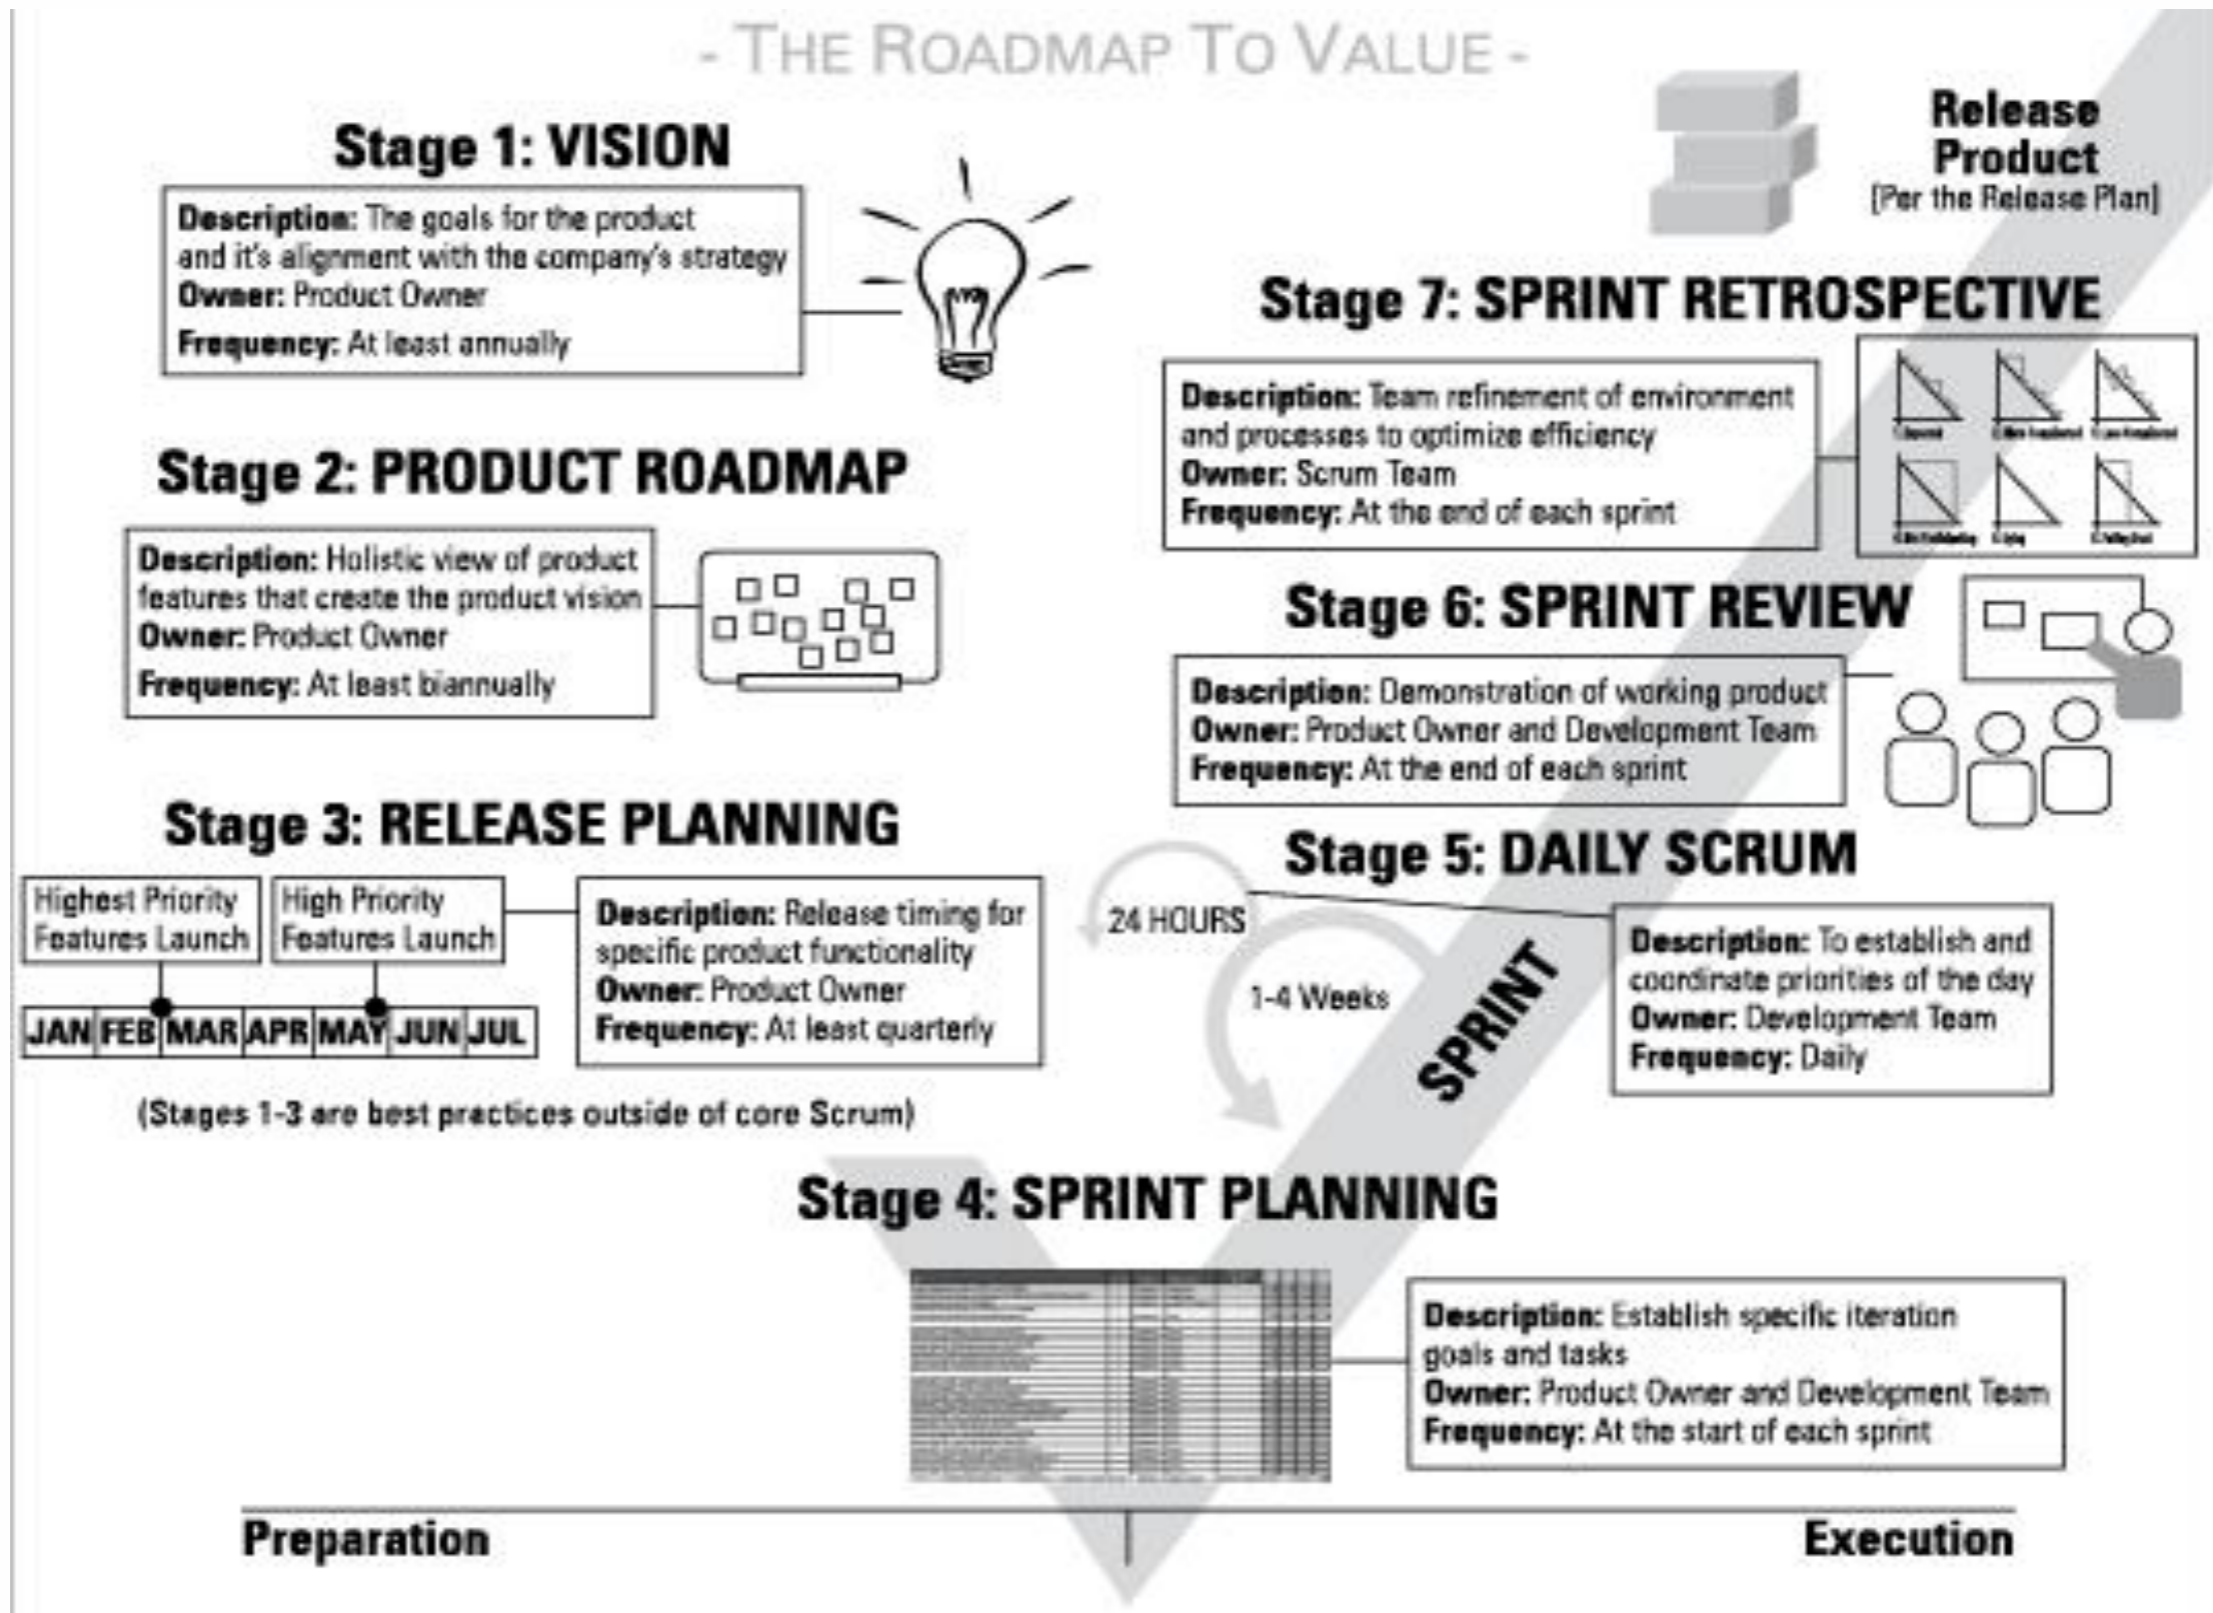 - THE ROADMAP TO VALUE -
Stage 1: VISION
Description: The goals for the product
and it's alignment with the company's strategy
Owner: Product Owner
Frequency: At least annually
Stage 2: PRODUCT ROADMAP
Description: Holistic view of product
features that create the product vision
Owner: Product Owner
Frequency: At least biannually
Stage 3: RELEASE PLANNING
Highest Priority
Features Launch
High Priority
Features Launch
JAN FEB MAR APR MAY JUN JUL
Description: Release timing for
specific product functionality
Owner: Product Owner
Frequency: At least quarterly
(Stages 1-3 are best practices outside of core Scrum)
Stage 4: SPRINT PLANNING
Description: Establish specific iteration
goals and tasks
Owner: Product Owner and Development Team
Frequency: At the start of each sprint
Stage 5: DAILY SCRUM
24 HOURS
1-4 Weeks
SPRINT
Description: To establish and
coordinate priorities of the day
Owner: Development Team
Frequency: Daily
Stage 6: SPRINT REVIEW
Description: Demonstration of working product
Owner: Product Owner and Development Team
Frequency: At the end of each sprint
Stage 7: SPRINT RETROSPECTIVE
Description: Team refinement of environment
and processes to optimize efficiency
Owner: Scrum Team
Frequency: At the end of each sprint
Release
Product
[Per the Release Plan]
Preparation
Execution